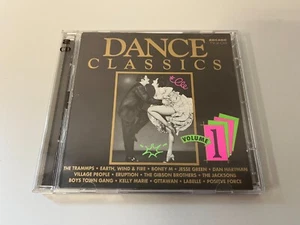 DANCE
CLASSICS
VOLUME
1
THE TRAMMPS • EARTH, WIND & FIRE • BONEY M • JESSE GREEN • DAN HARTMAN
VILLAGE PEOPLE • ERUPTION • THE GIBSON BROTHERS • THE JACKSONS
BOYS TOWN GANG • KELLY MARIE • OTTAWAN • LABELLE • POSITIVE FORCE